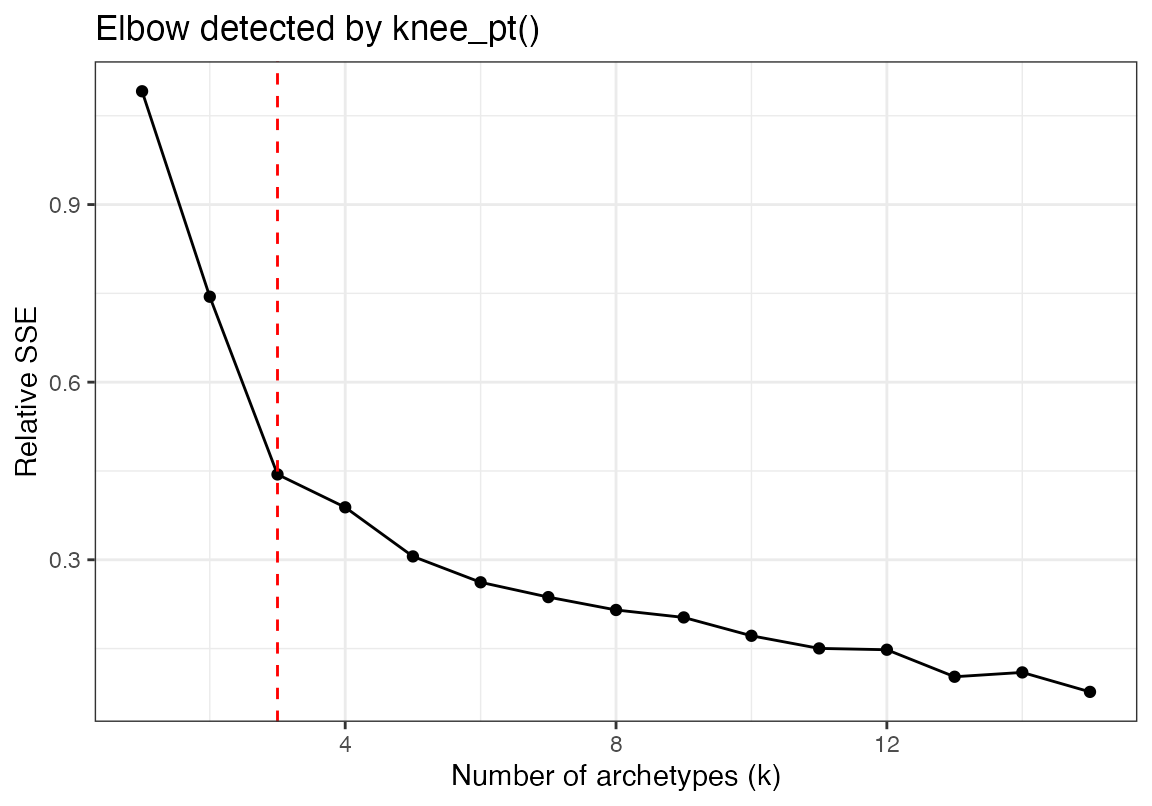 Elbow detected by knee_pt()
Relative SSE
0.9
0.6
0.3
4
8
12
Number of archetypes (k)